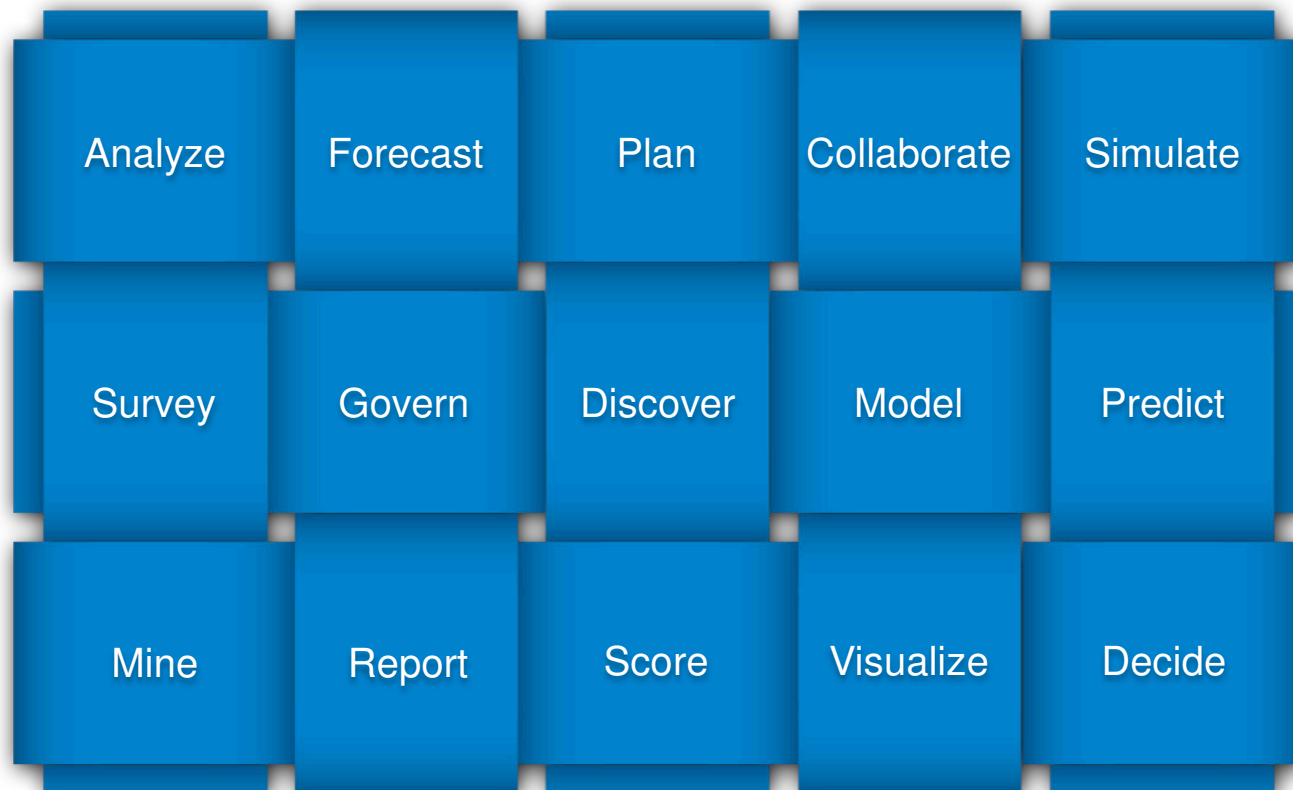 Analyze Forecast Plan Collaborate Simulate
Survey Govern Discover Model Predict
Mine Report Score Visualize Decide